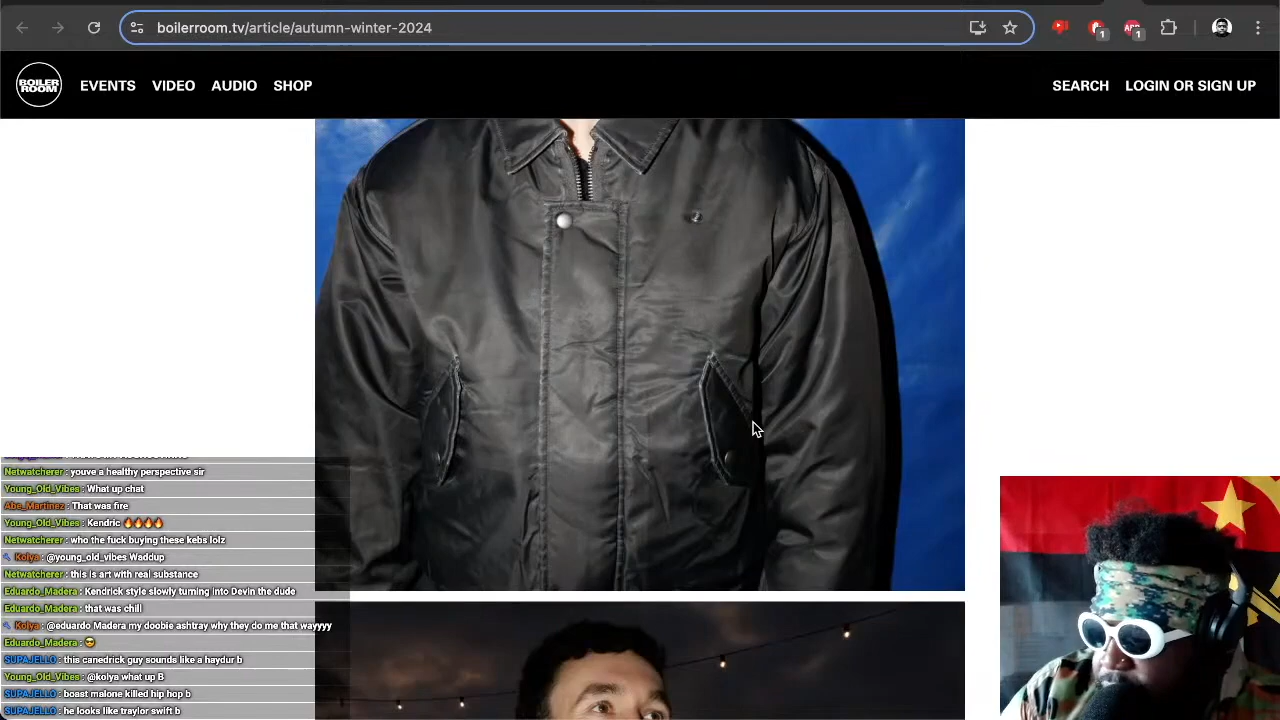 boilerroom.tv/article/autumn-winter-2024
1
ABP
1
BOILER
ROOM
EVENTS
VIDEO
AUDIO
SHOP
SEARCH
LOGIN OR SIGN UP
Netwatcherer : youve a healthy perspective sir
Young_Old_Vibes : What up chat
Abe_Martinez : That was fire
Young_Old_Vibes : Kendric 🔥🔥🔥🔥
Netwatcherer : who the fuck buying these kebs lolz
Kolya : @young_old_vibes Waddup
Netwatcherer : this is art with real substance
Eduardo_Madera : Kendrick style slowly turning into Devin the dude
Eduardo_Madera : that was chill
Kolya : @eduardo Madera my doobie ashtray why they do me that wayyyy
Eduardo_Madera : 😎
SUPAJELLO : this canedrick guy sounds like a haydur b
Young_Old_Vibes : @kolya what up B
SUPAJELLO : boast malone killed hip hop b
SUPAJELLO : he looks like traylor swift b